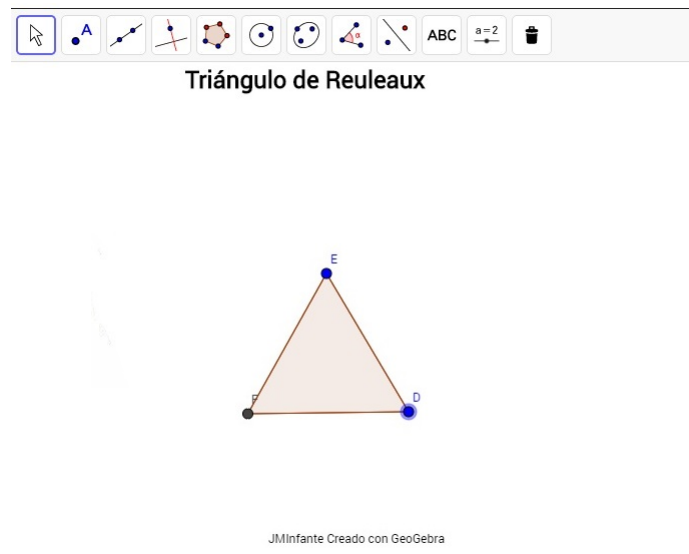 A
α
ABC
a=2
Triángulo de Reuleaux
E
F
D
JMInfante Creado con GeoGebra